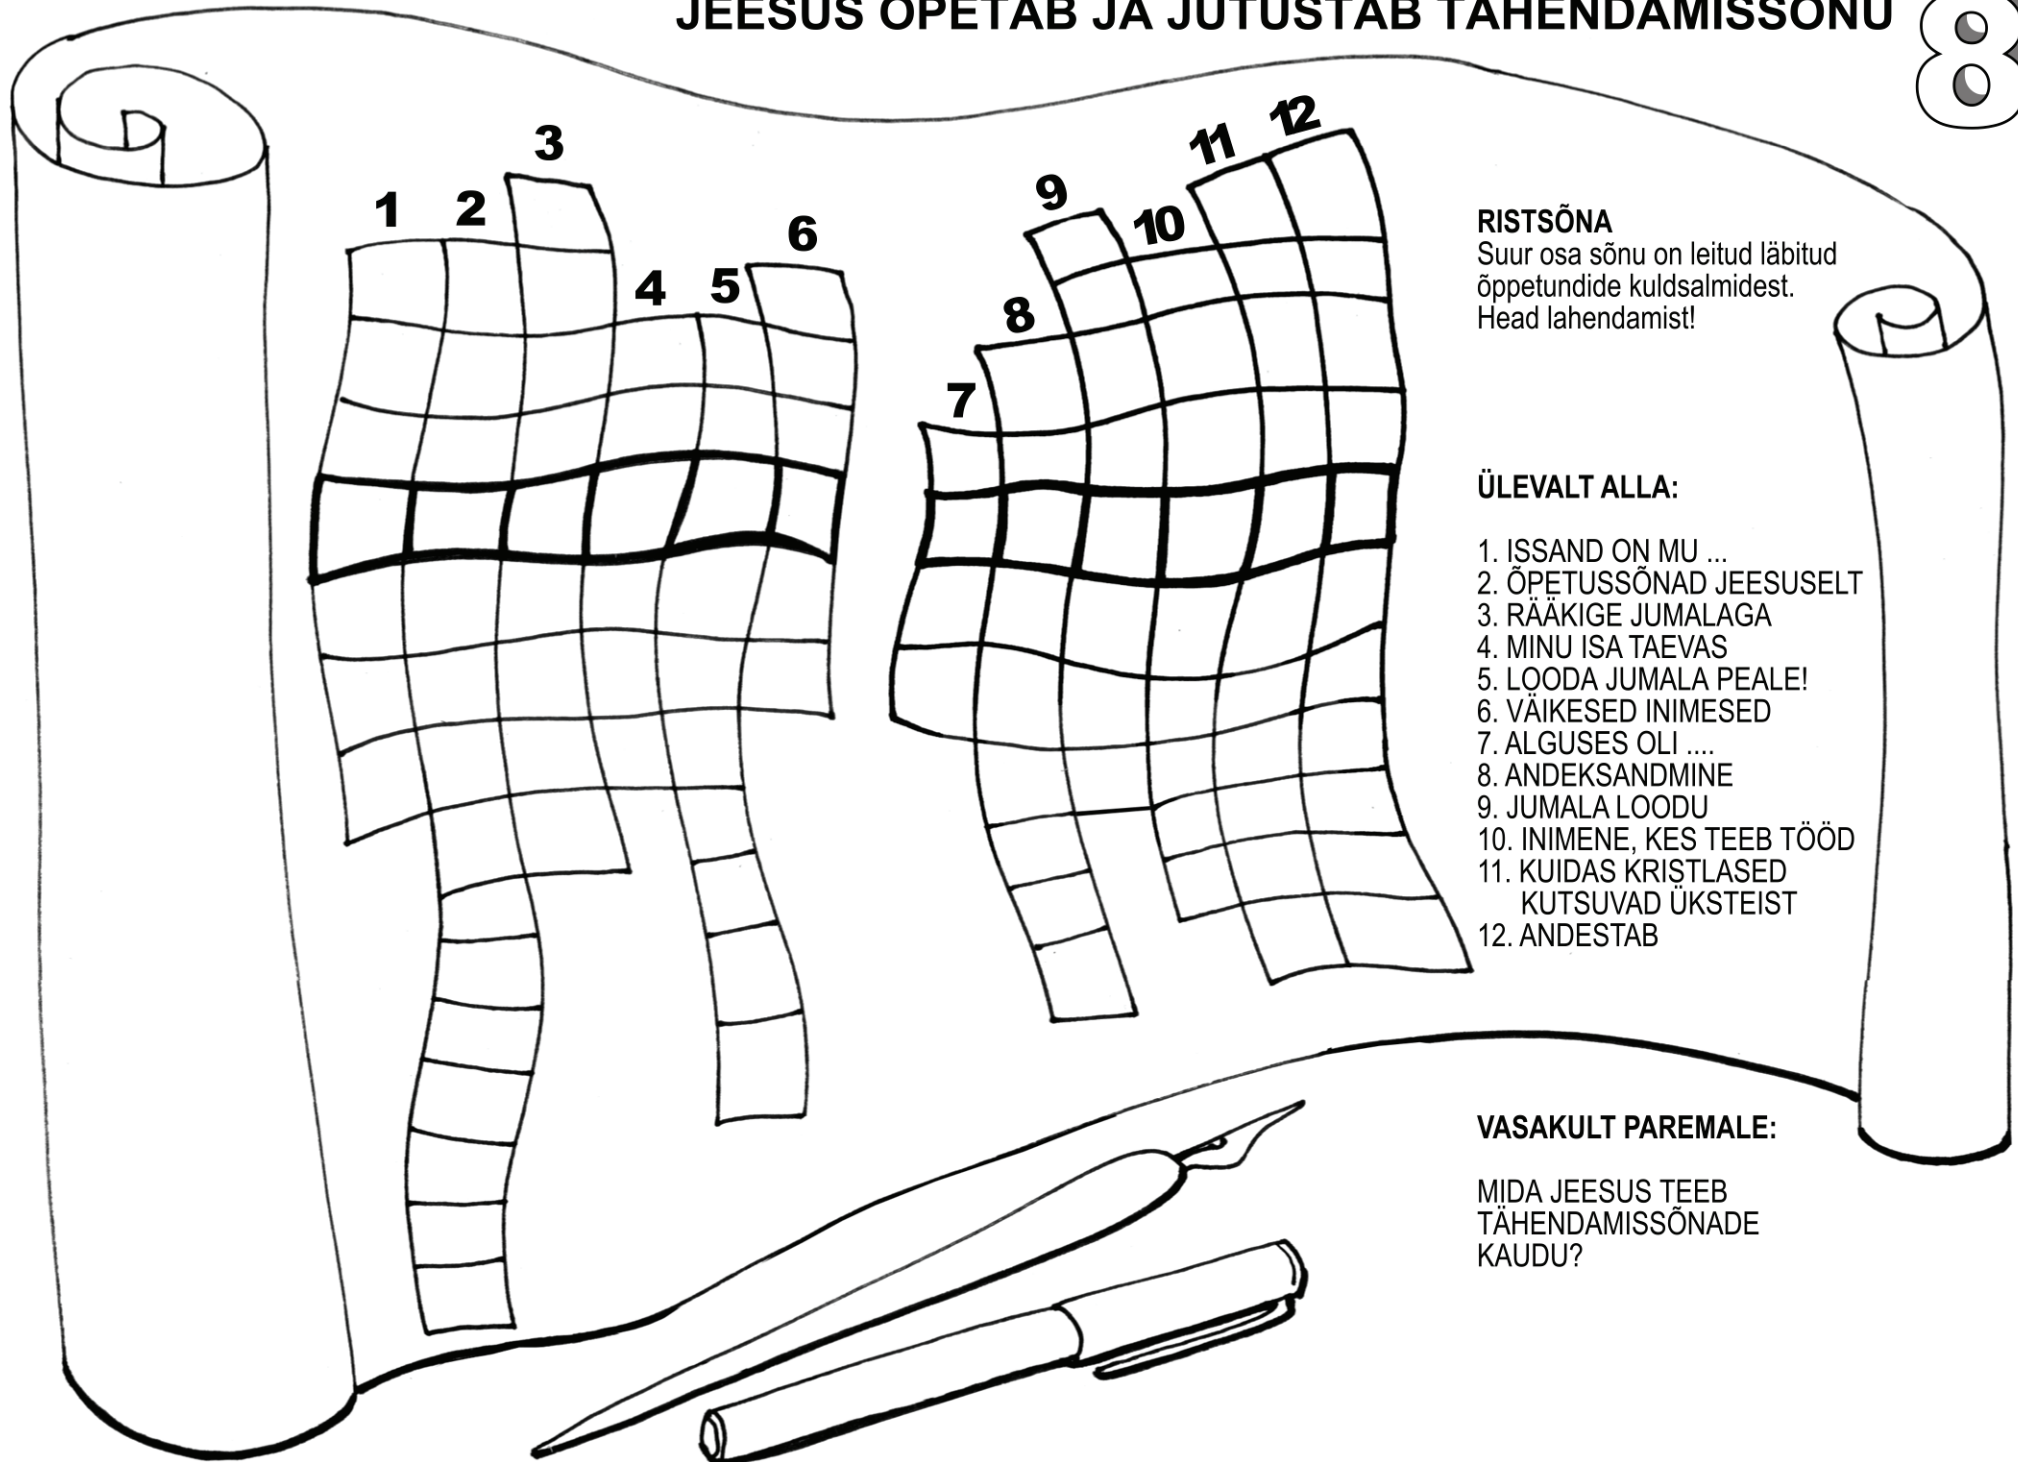 JEESUS ÕPETAB JA JUTUSTAB TÄHENDAMISSÕNU
8
3
1
2
6
4
5
12
11
9
10
8
7
RISTSÕNA
Suur osa sõnu on leitud läbitud
õppetundide kuldsalmidest.
Head lahendamist!
ÜLEVALT ALLA:
1. ISSAND ON MU ...
2. ÕPETUSSÕNAD JEESUSELT
3. RÄÄKIGE JUMALAGA
4. MINU ISA TAEVAS
5. LOODA JUMALA PEALE!
6. VÄIKESED INIMESED
7. ALGUSES OLI ....
8. ANDEKSANDMINE
9. JUMALA LOODU
10. INIMENE, KES TEEB TÖÖD
11. KUIDAS KRISTLASED
KUTSUVAD ÜKSTEIST
12. ANDESTAB
VASAKULT PAREMALE:
MIDA JEESUS TEEB
TÄHENDAMISSÕNADE
KAUDU?